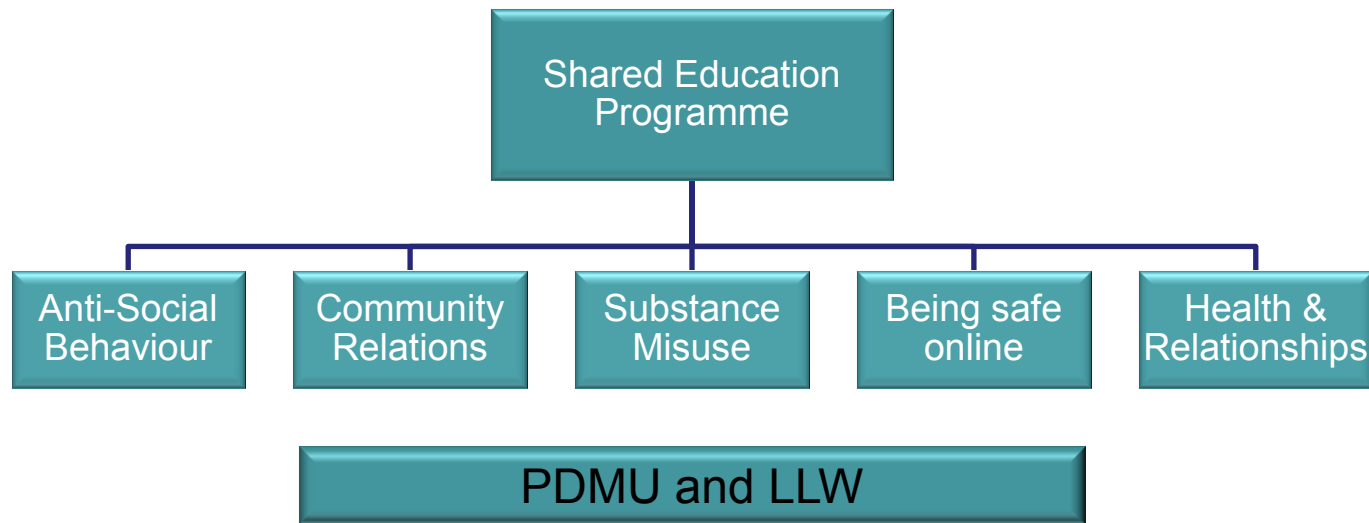 Shared Education
Programme
Anti-Social
Behaviour
Community
Relations
Substance
Misuse
Being safe
online
Health &
Relationships
PDMU and LLW